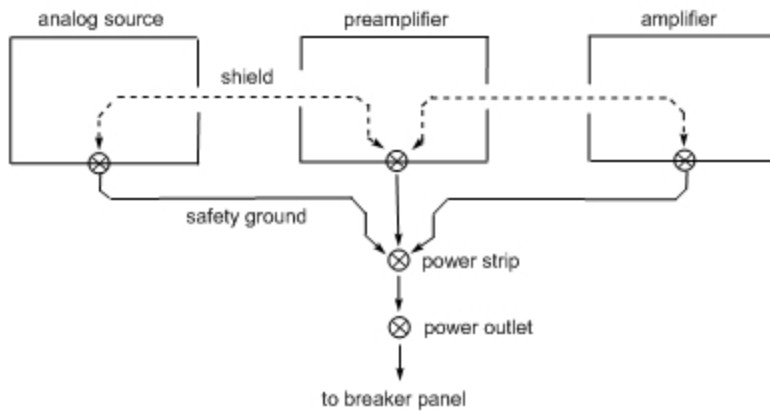 analog source
preamplifier
amplifier
shield
safety ground
power strip
power outlet
to breaker panel